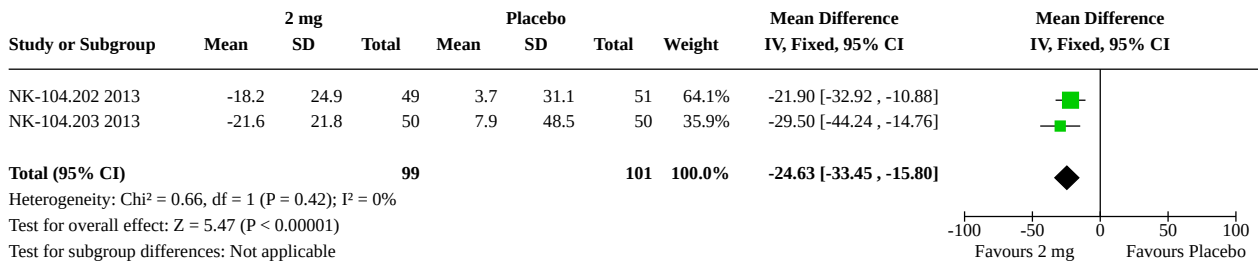 2 mg Placebo Mean Difference Mean Difference
Study or Subgroup Mean SD Total Mean SD Total Weight IV, Fixed, 95% CI IV, Fixed, 95% CI
NK-104.202 2013 -18.2 24.9 49 3.7 31.1 51 64.1% -21.90 [-32.92 , -10.88]
NK-104.203 2013 -21.6 21.8 50 7.9 48.5 50 35.9% -29.50 [-44.24 , -14.76]
Total (95% CI) 99 101 100.0% -24.63 [-33.45 , -15.80]
Heterogeneity: Chi² = 0.66, df = 1 (P = 0.42); I² = 0%
Test for overall effect: Z = 5.47 (P < 0.00001)
-100 -50 0 50 100
Test for subgroup differences: Not applicable
Favours 2 mg Favours Placebo